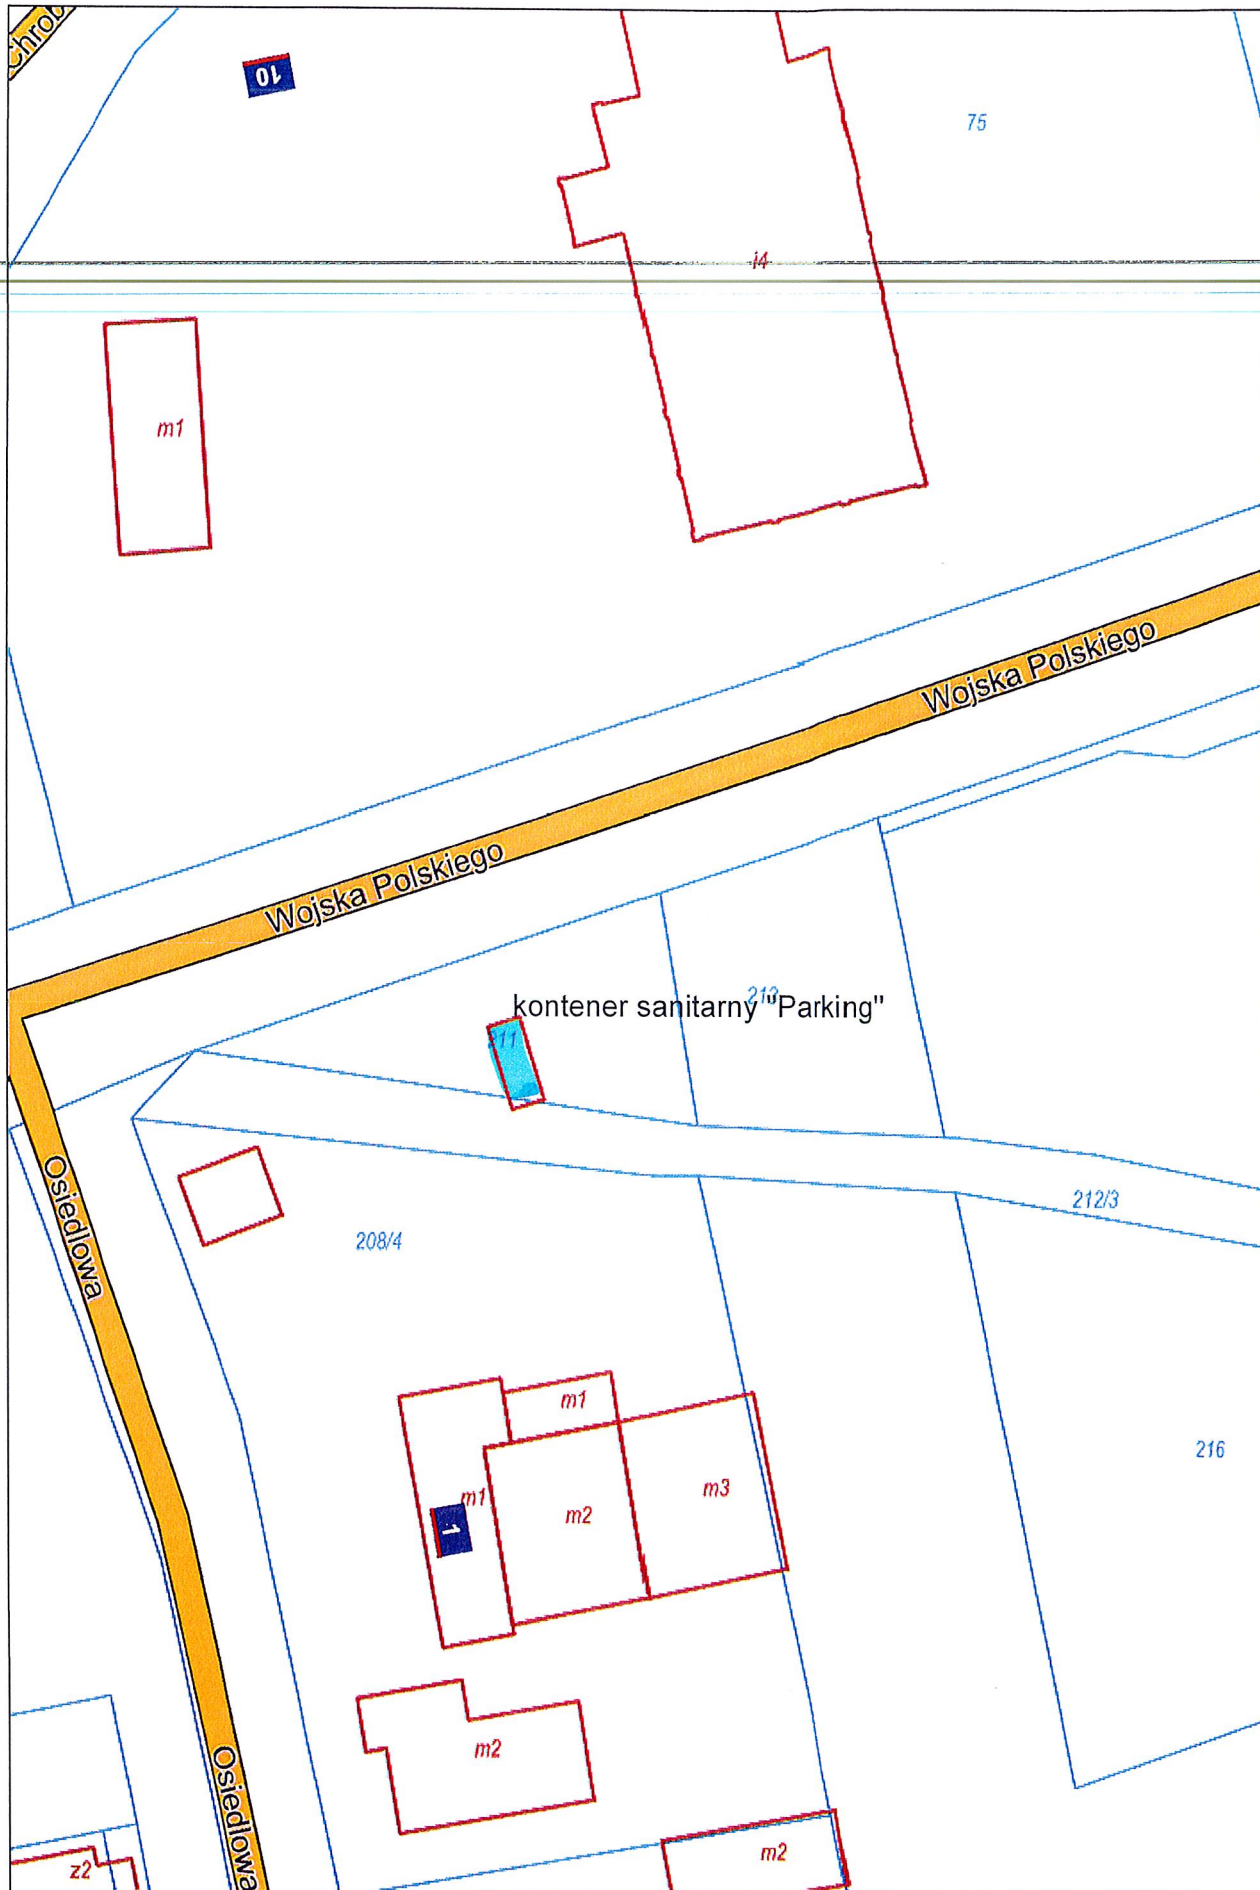 Chrob
10
75
i4
m1
Wojska Polskiego
Wojska Polskiego
213
kontener sanitarny "Parking"
Osiedlowa
212/3
208/4
m1
216
m3
m1
m2
1
m2
Osiedlowa
m2
z2